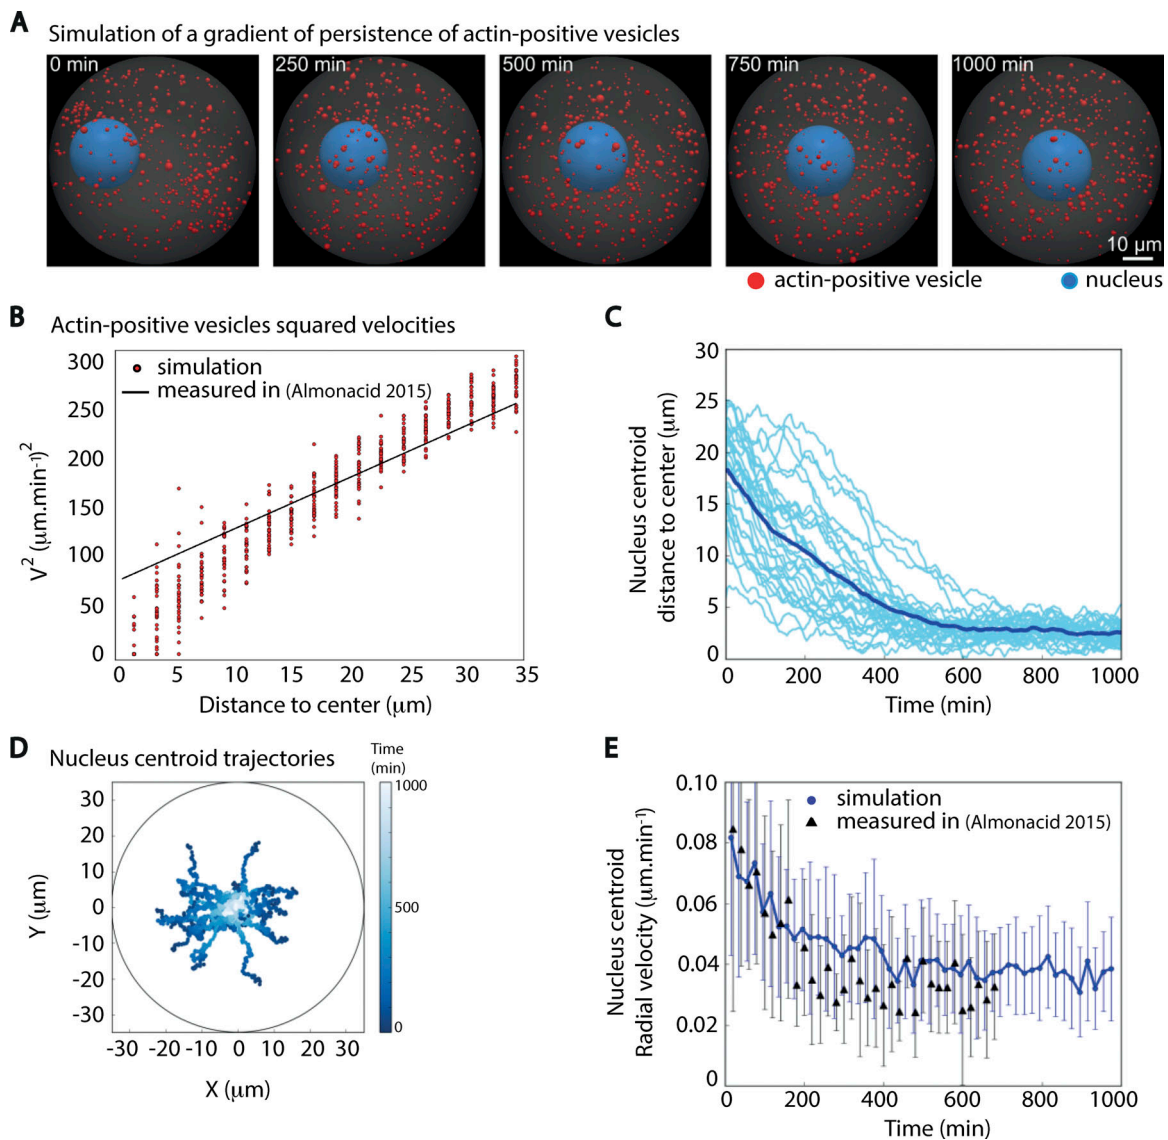 A Simulation of a gradient of persistence of actin-positive vesicles
0 min 250 min 500 min 750 min 1000 min
10 µm
actin-positive vesicle nucleus
B Actin-positive vesicles squared velocities
300
250
200
150
100
50
0
V² (µm.min⁻¹)²
simulation
measured in (Almonacid 2015)
0 5 10 15 20 25 30 35
Distance to center (µm)
C
30
25
20
15
10
5
0
Nucleus centroid
distance to center (µm)
0 200 400 600 800 1000
Time (min)
D Nucleus centroid trajectories
Time
(min)
1000
500
0
30
20
10
0
-10
-20
-30
Y (µm)
-30 -20 -10 0 10 20 30
X (µm)
E
0.10
0.08
0.06
0.04
0.02
0
Nucleus centroid
Radial velocity (µm.min⁻¹)
simulation
measured in (Almonacid 2015)
0 200 400 600 800 1000
Time (min)